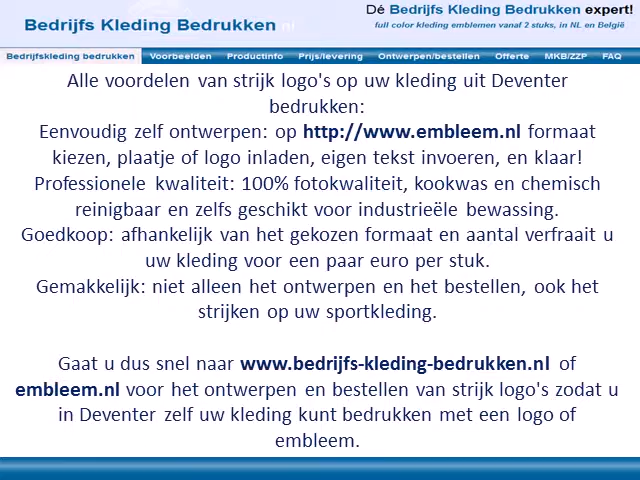 Bedrijfs Kleding Bedrukken nl
Dé Bedrijfs Kleding Bedrukken expert!
full color kleding emblemen vanaf 2 stuks, in NL en België
Bedrijfskleding bedrukken Voorbeelden Productinfo Prijs/levering Ontwerpen/bestellen Offerte MKB/ZZP FAQ
Alle voordelen van strijk logo's op uw kleding uit Deventer
bedrukken:
Eenvoudig zelf ontwerpen: op http://www.embleem.nl formaat
kiezen, plaatje of logo inladen, eigen tekst invoeren, en klaar!
Professionele kwaliteit: 100% fotokwaliteit, kookwas en chemisch
reinigbaar en zelfs geschikt voor industrieële bewassing.
Goedkoop: afhankelijk van het gekozen formaat en aantal verfraait u
uw kleding voor een paar euro per stuk.
Gemakkelijk: niet alleen het ontwerpen en het bestellen, ook het
strijken op uw sportkleding.
Gaat u dus snel naar www.bedrijfs-kleding-bedrukken.nl of
embleem.nl voor het ontwerpen en bestellen van strijk logo's zodat u
in Deventer zelf uw kleding kunt bedrukken met een logo of
embleem.